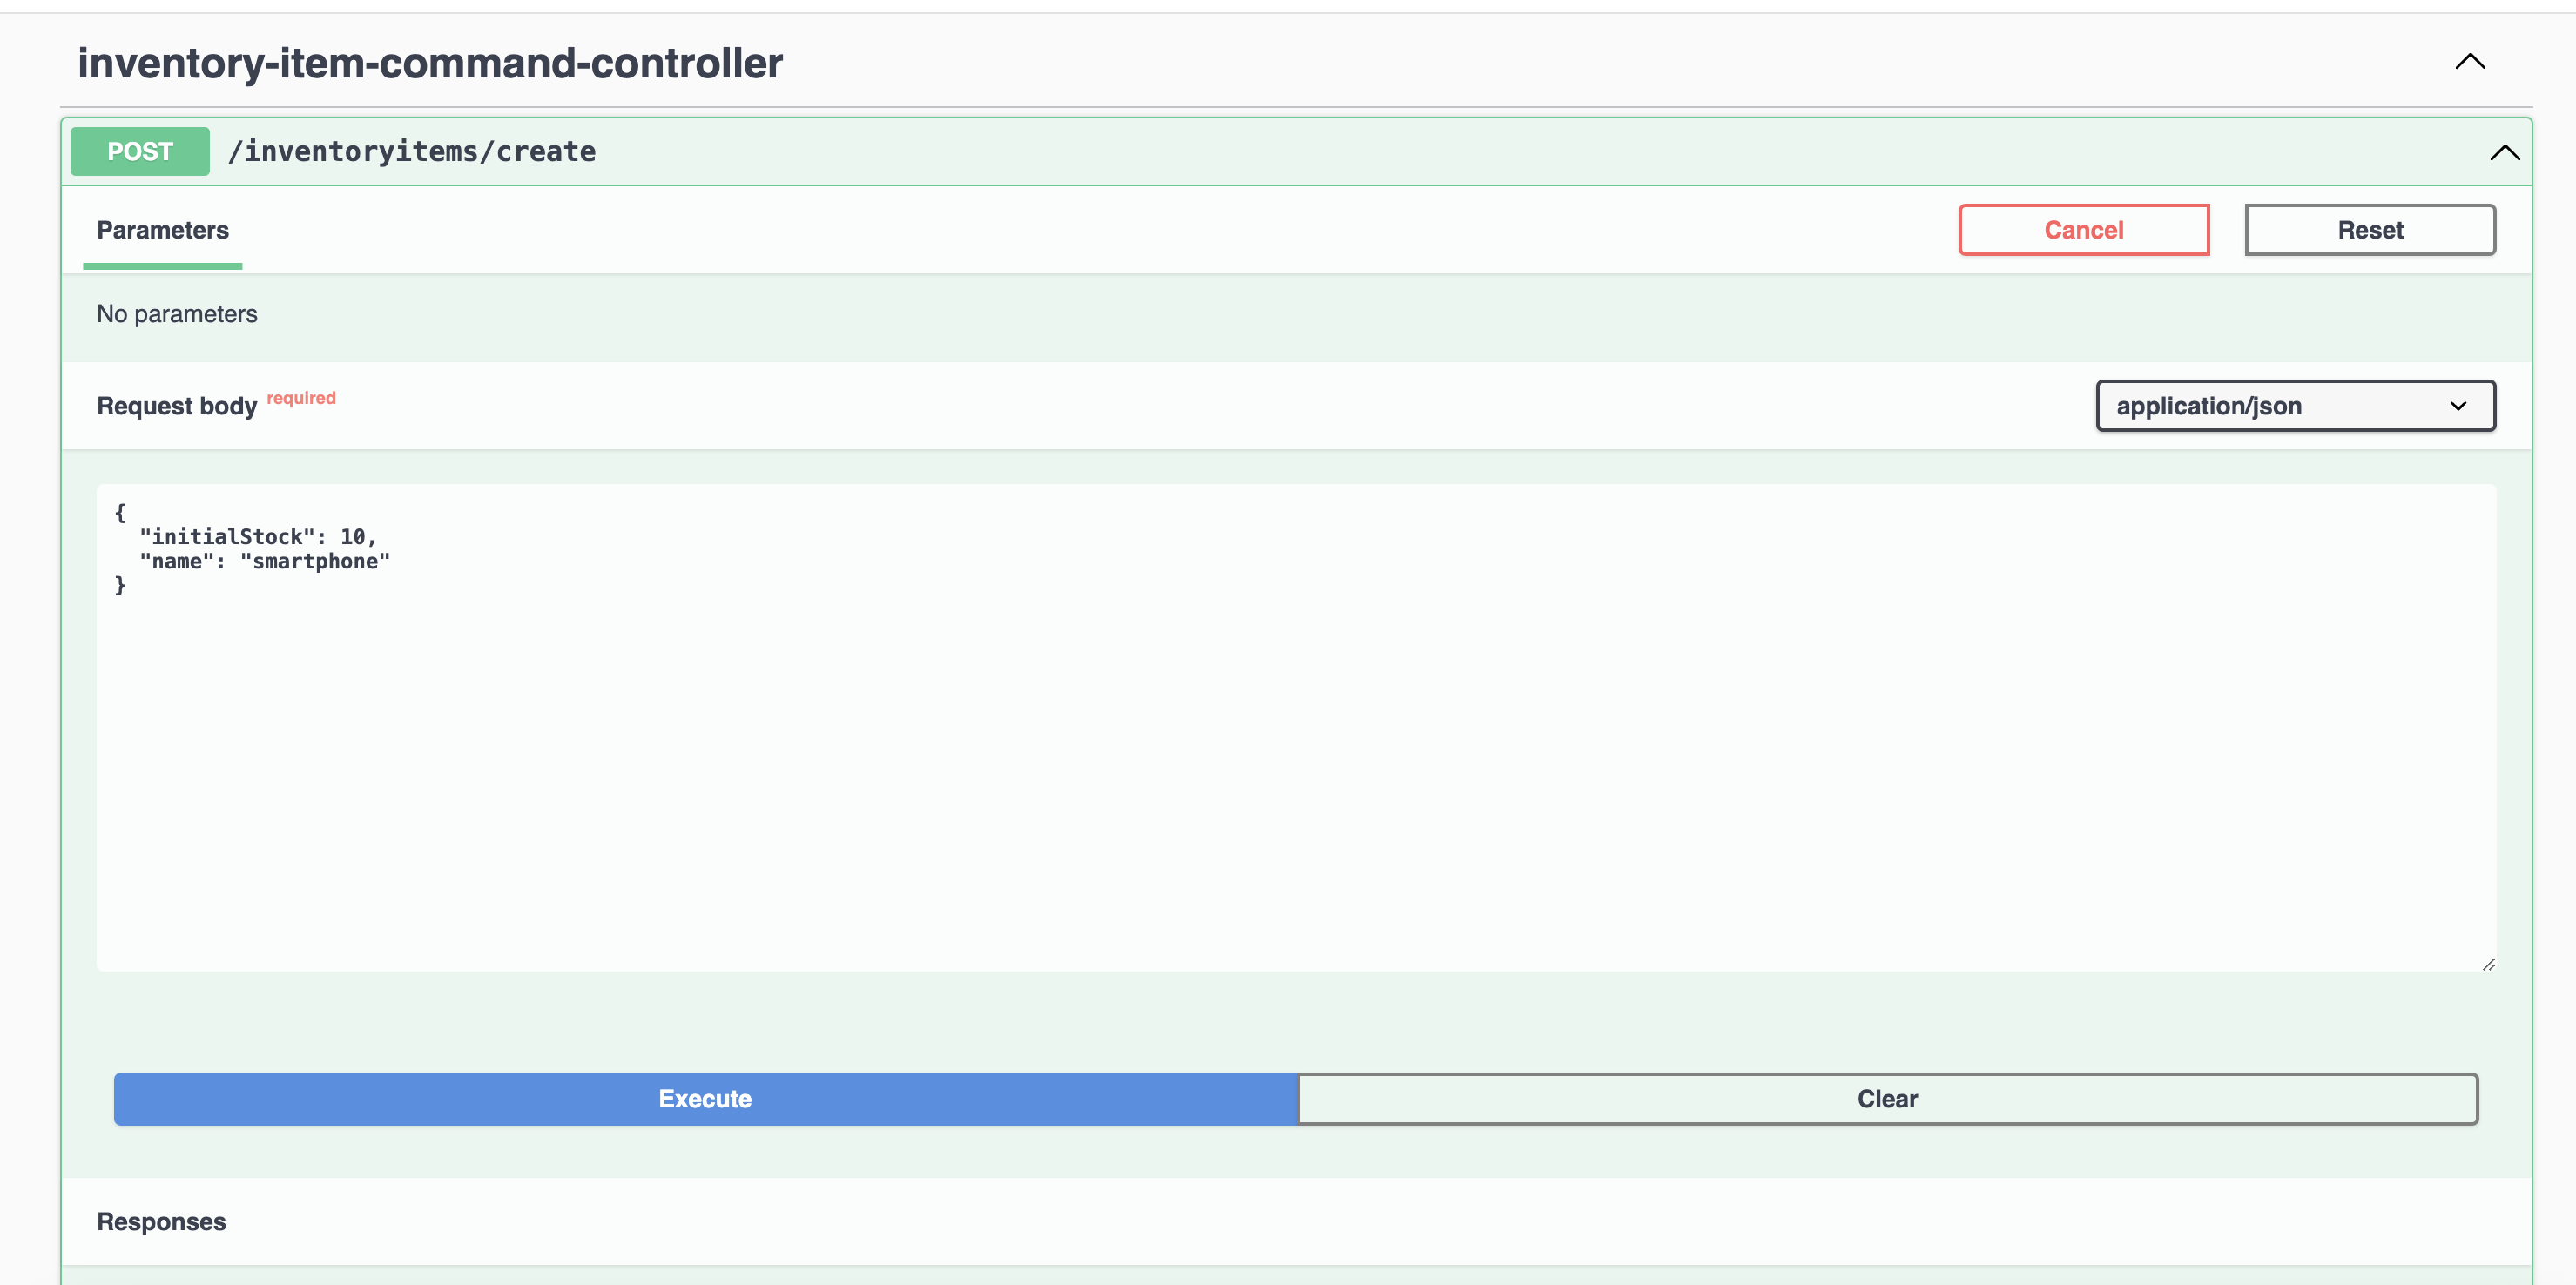 inventory-item-command-controller
POST /inventoryitems/create
Parameters
Cancel
Reset
No parameters
Request body required
application/json
{
  "initialStock": 10,
  "name": "smartphone"
}
Execute
Clear
Responses